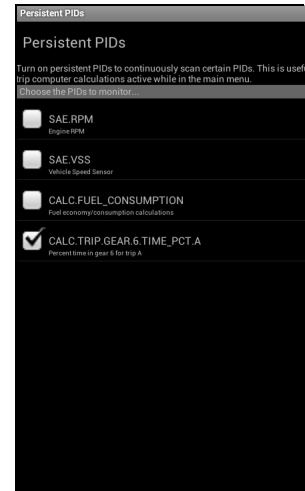 Persistent PIDs
Persistent PIDs
Turn on persistent PIDs to continuously scan certain PIDs. This is usef
trip computer calculations active while in the main menu.
Choose the PIDs to monitor...
SAE.RPM
Engine RPM
SAE.VSS
Vehicle Speed Sensor
CALC.FUEL_CONSUMPTION
Fuel economy/consumption calculations
CALC.TRIP.GEAR.6.TIME_PCT.A
Percent time in gear 6 for trip A